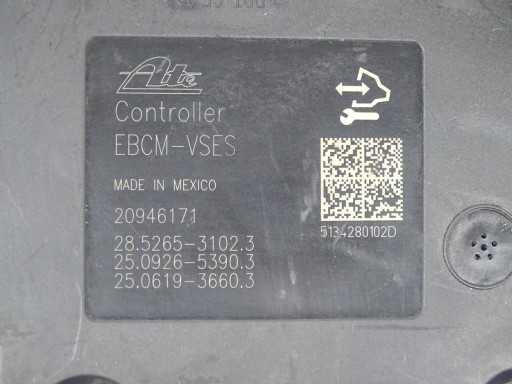 Ate
Controller
EBCM-VSES
MADE IN MEXICO
20946171
28.5265-3102.3
25.0926-5390.3
25.0619-3660.3
5134280102D